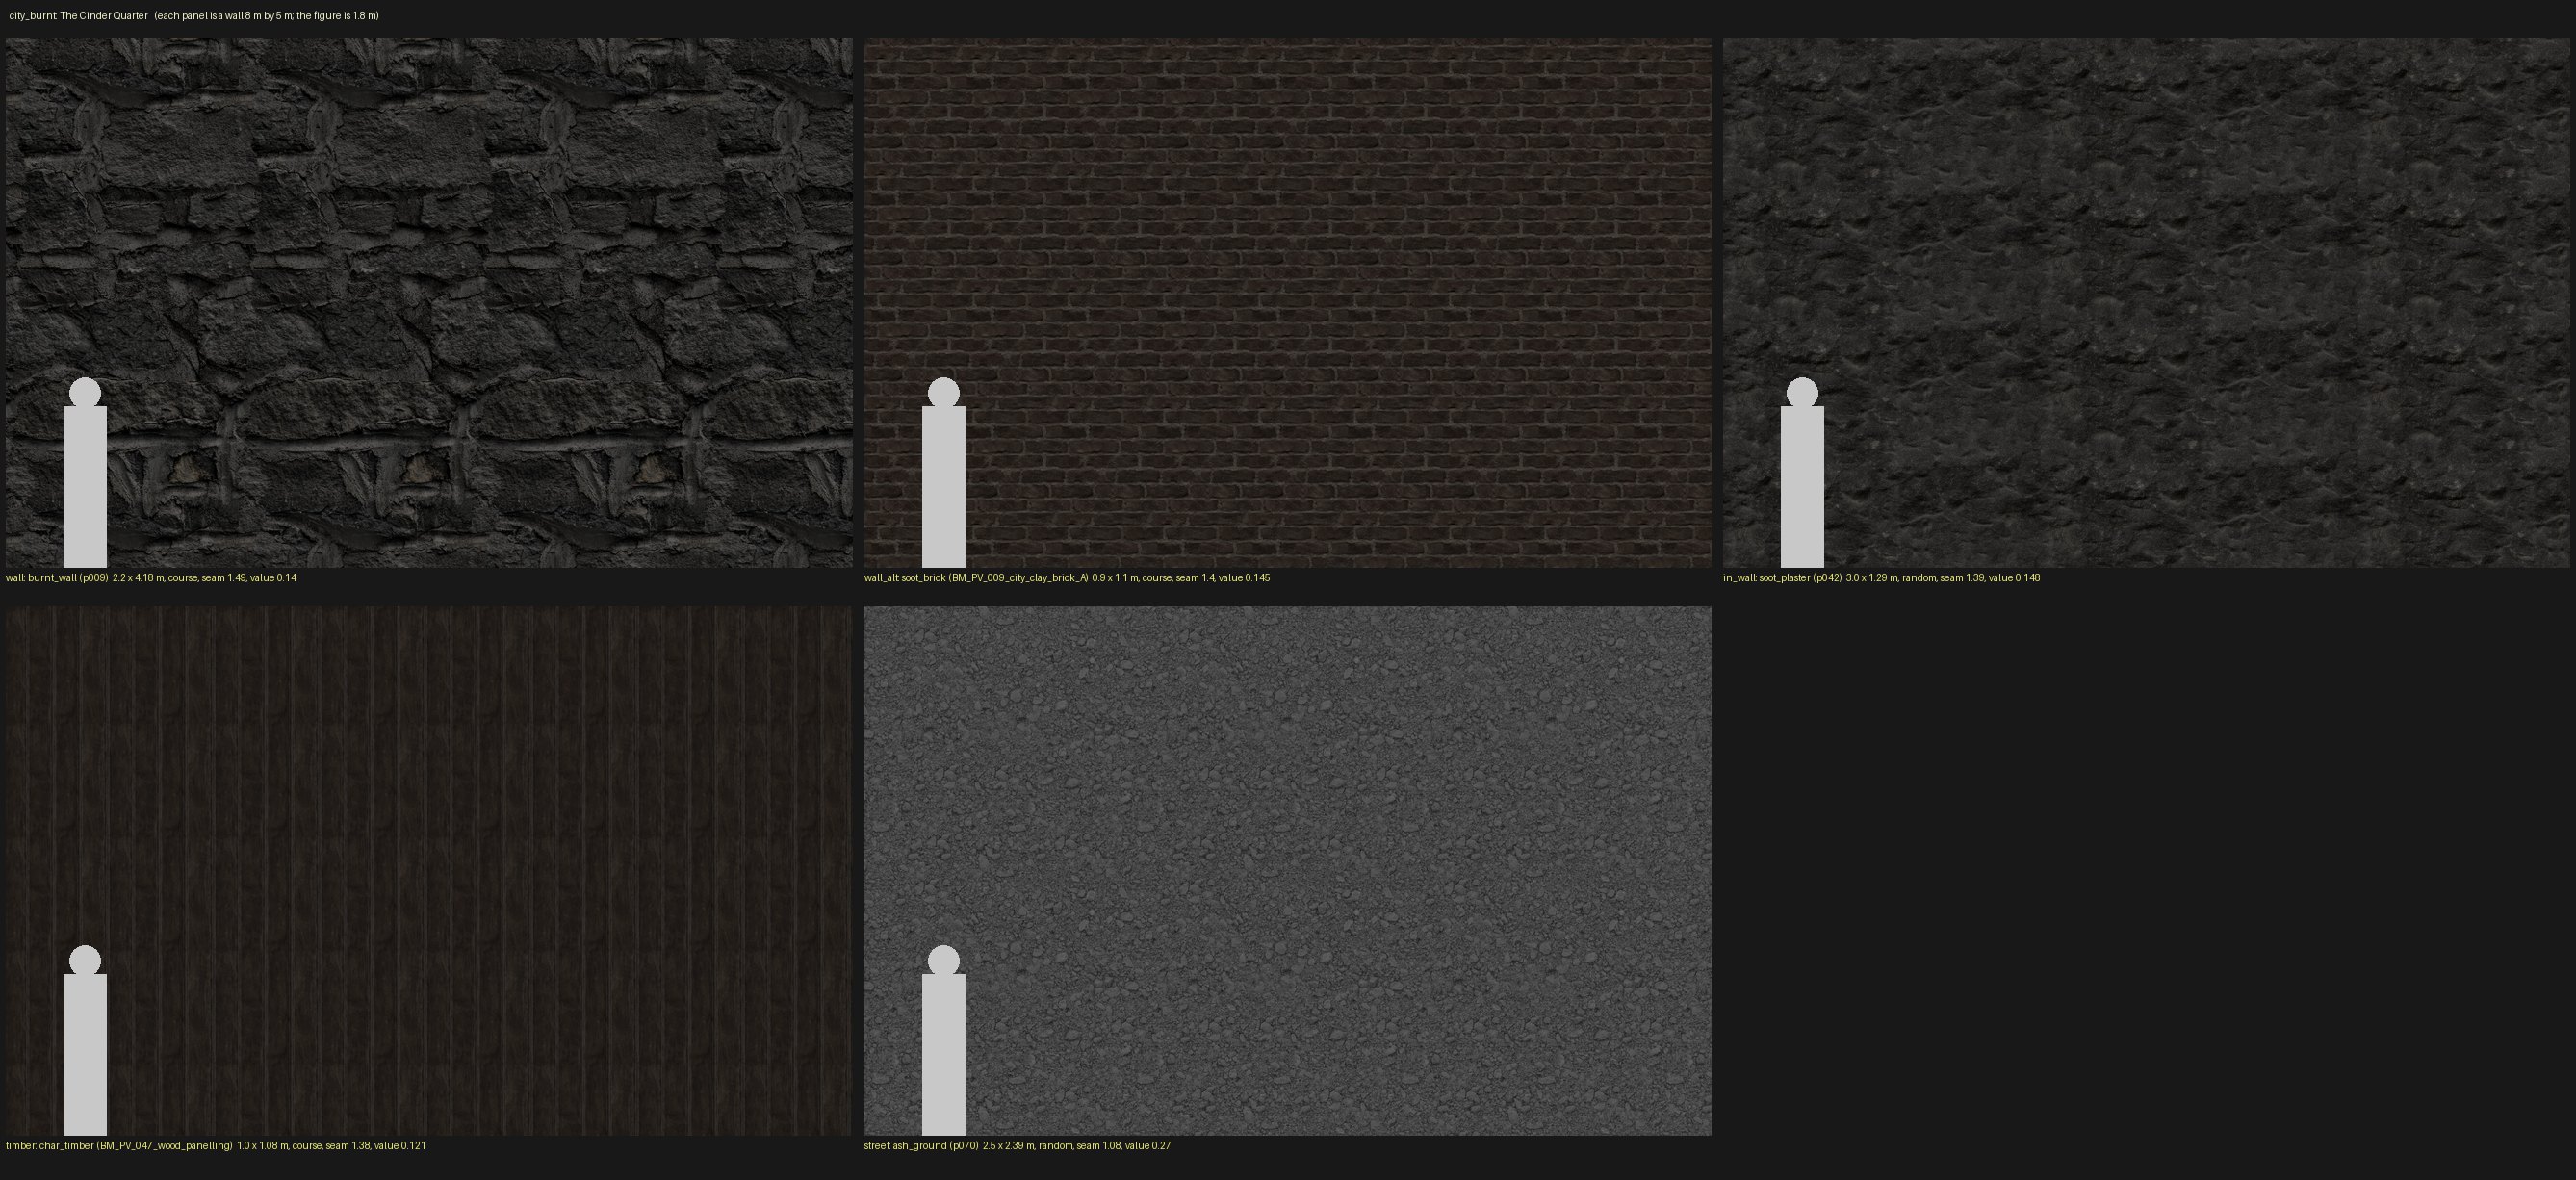 city_burnt: The Cinder Quarter (each panel is a wall 8 m by 5 m; the figure is 1.8 m)
wall: burnt_wall (p009) 2.2 x 4.18 m, course, seam 1.49, value 0.14
wall_alt: soot_brick (BM_PV_009_city_clay_brick_A) 0.9 x 1.1 m, course, seam 1.4, value 0.145
in_wall: soot_plaster (p042) 3.0 x 1.29 m, random, seam 1.39, value 0.148
timber: char_timber (BM_PV_047_wood_panelling) 1.0 x 1.08 m, course, seam 1.38, value 0.121
street: ash_ground (p070) 2.5 x 2.39 m, random, seam 1.08, value 0.27